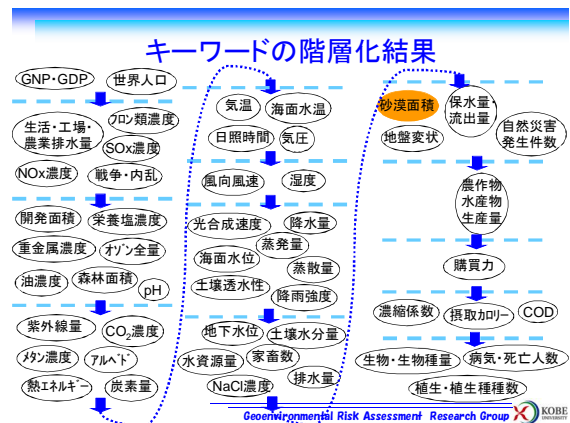 キーワードの階層化結果
GNP・GDP
世界人口
生活・工場・
農業排水量
フロン類濃度
SOx濃度
NOx濃度
戦争・内乱
開発面積
栄養塩濃度
重金属濃度
オゾン全量
油濃度
森林面積
pH
紫外線量
CO2濃度
メタン濃度
アルベド
熱エネルギー
炭素量
気温
海面水温
日照時間
気圧
風向風速
湿度
光合成速度
降水量
蒸発量
海面水位
蒸散量
土壌透水性
降雨強度
地下水位
土壌水分量
水資源量
家畜数
排水量
NaCl濃度
砂漠面積
保水量・
流出量
地盤変状
自然災害
発生件数
農作物
水産物
生産量
購買力
濃縮係数
摂取カロリー
COD
生物・生物種量
病気・死亡人数
植生・植生種種数
Geoenvironmental Risk Assessment Research Group
KOBE
UNIVERSITY